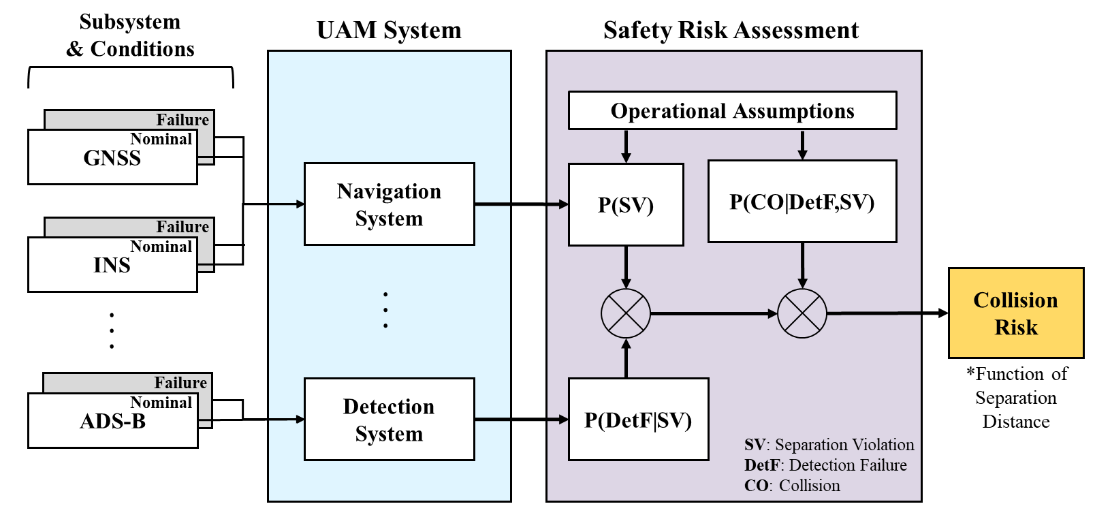 Subsystem
& Conditions
UAM System
Safety Risk Assessment
Failure
Nominal
GNSS
Failure
Nominal
INS
Failure
Nominal
ADS-B
Navigation
System
Detection
System
Operational Assumptions
P(SV)
P(CO|DetF,SV)
P(DetF|SV)
SV: Separation Violation
DetF: Detection Failure
CO: Collision
Collision
Risk
*Function of
Separation
Distance